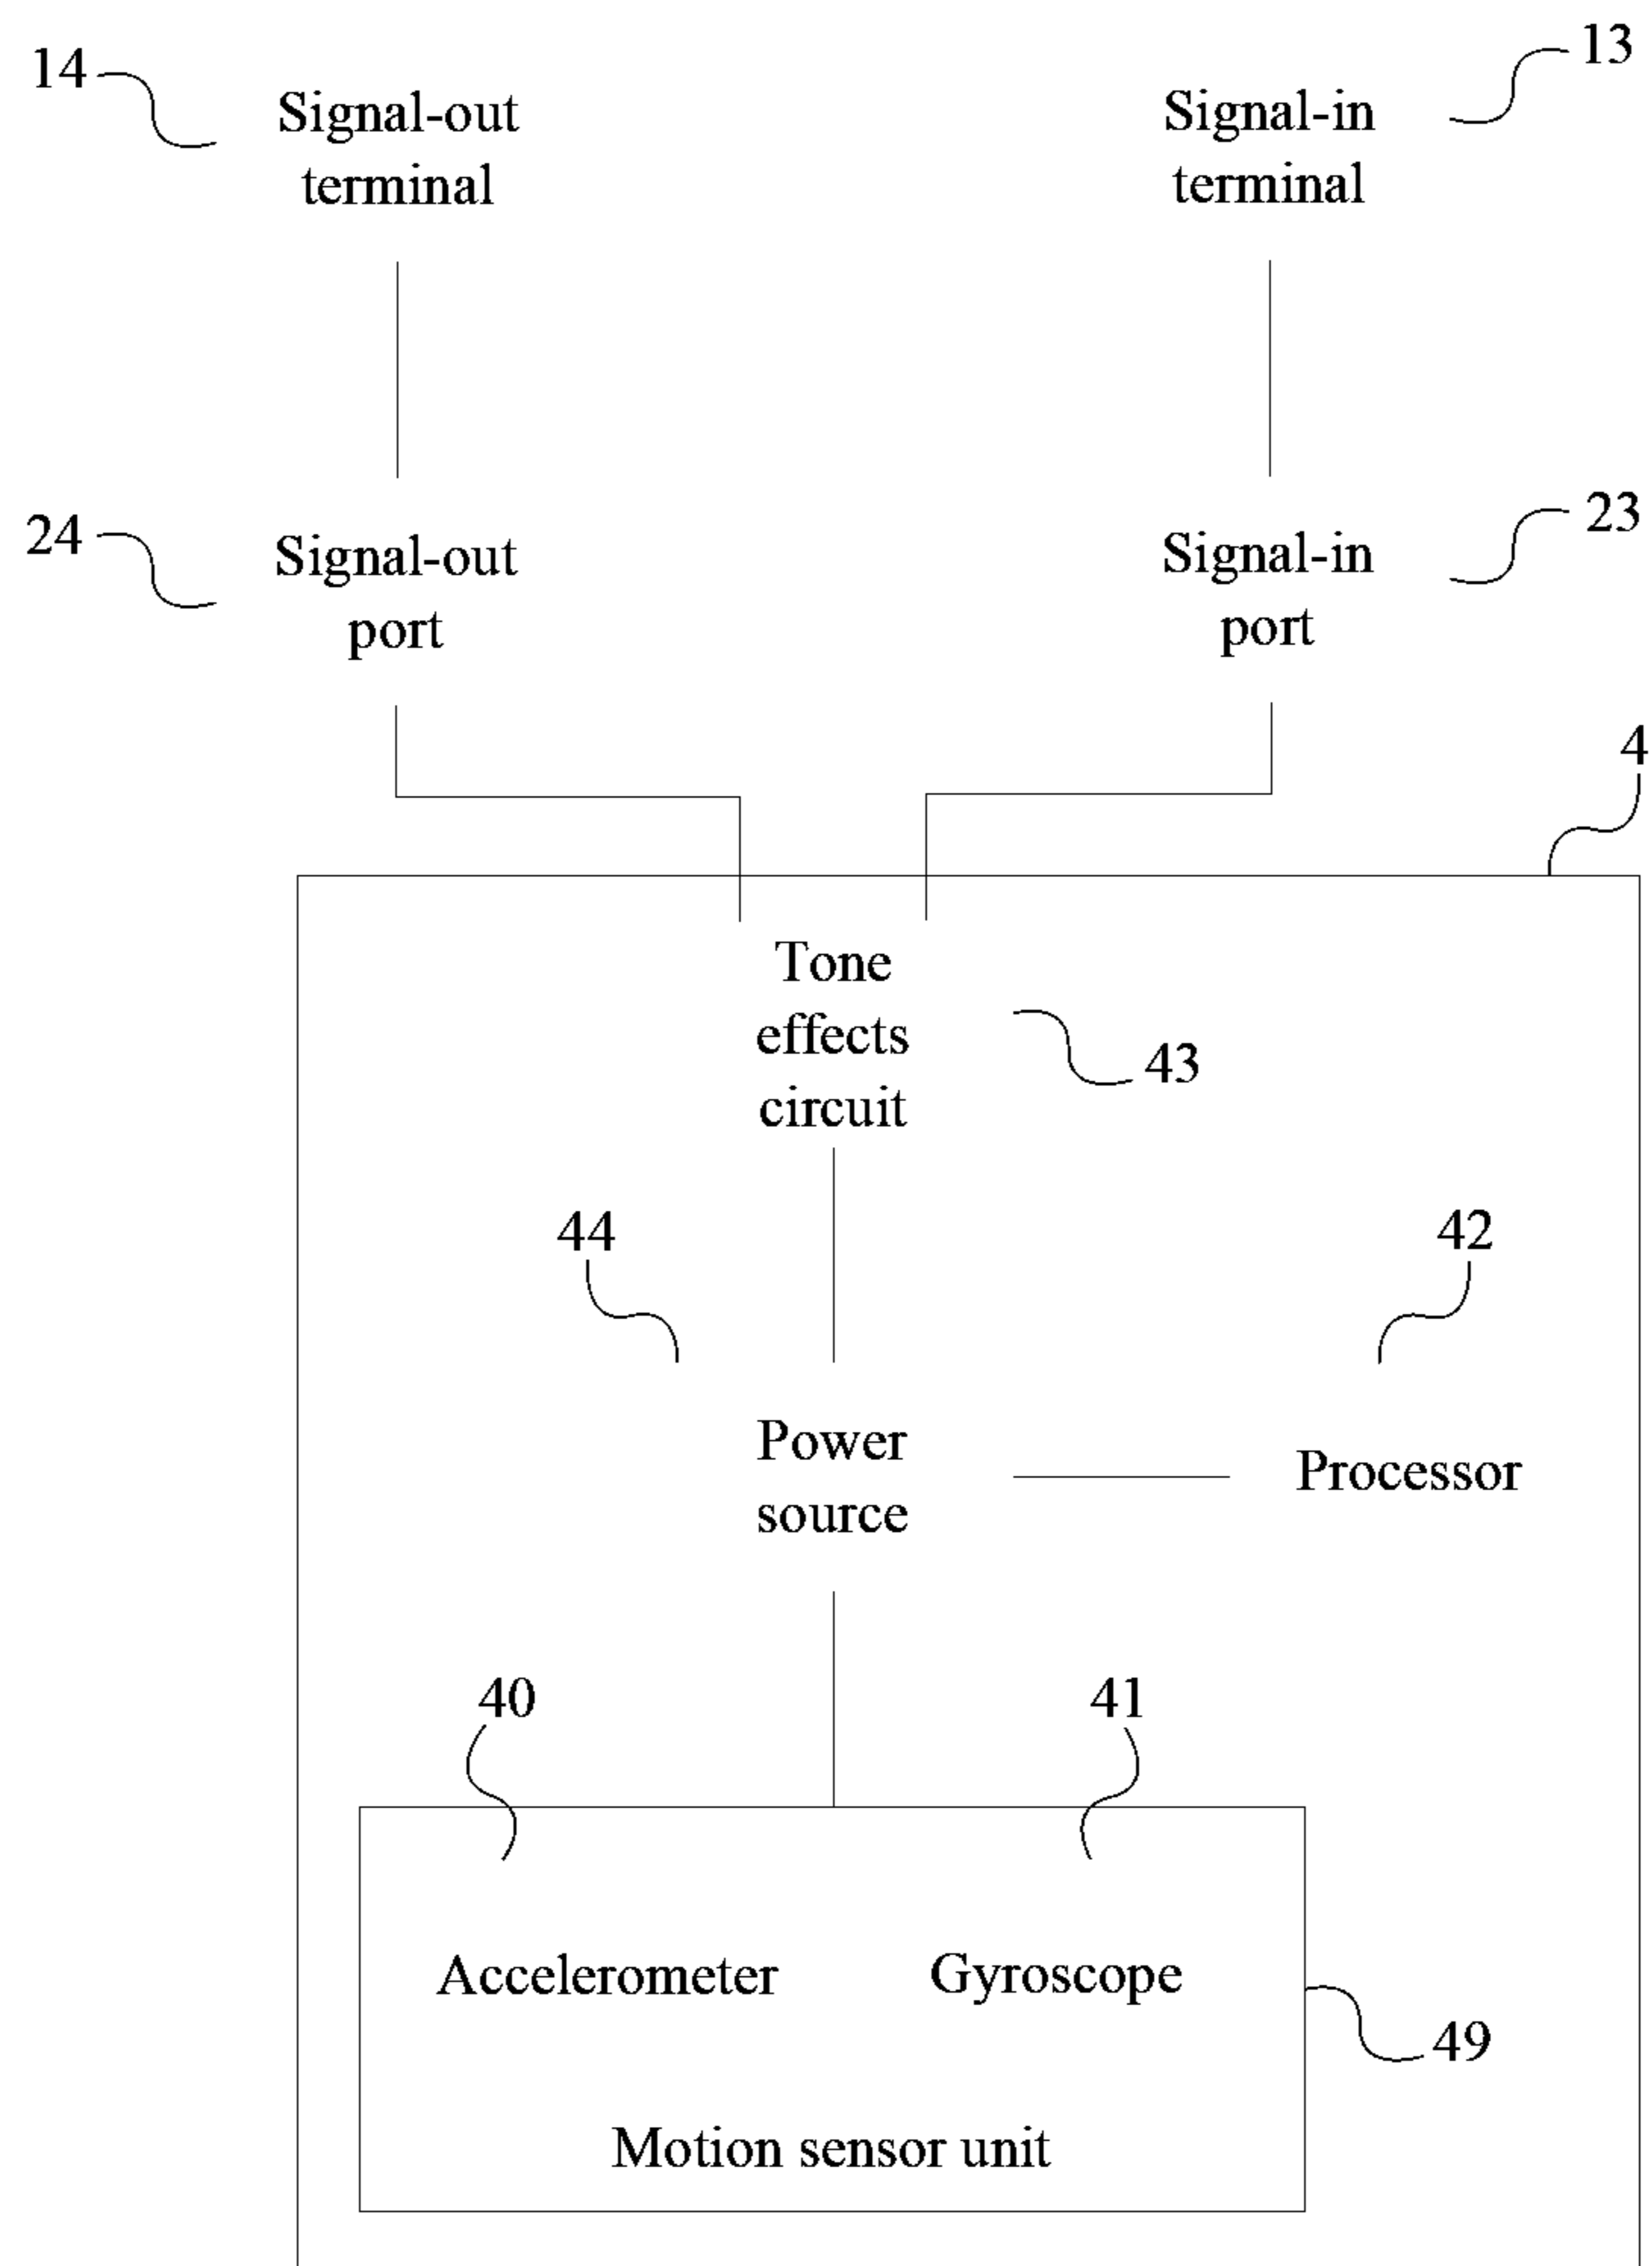 14
Signal-out
terminal
13
Signal-in
terminal
24
Signal-out
port
23
Signal-in
port
4
Tone
effects
circuit
43
44
42
Power
source
Processor
40
41
Accelerometer
Gyroscope
49
Motion sensor unit